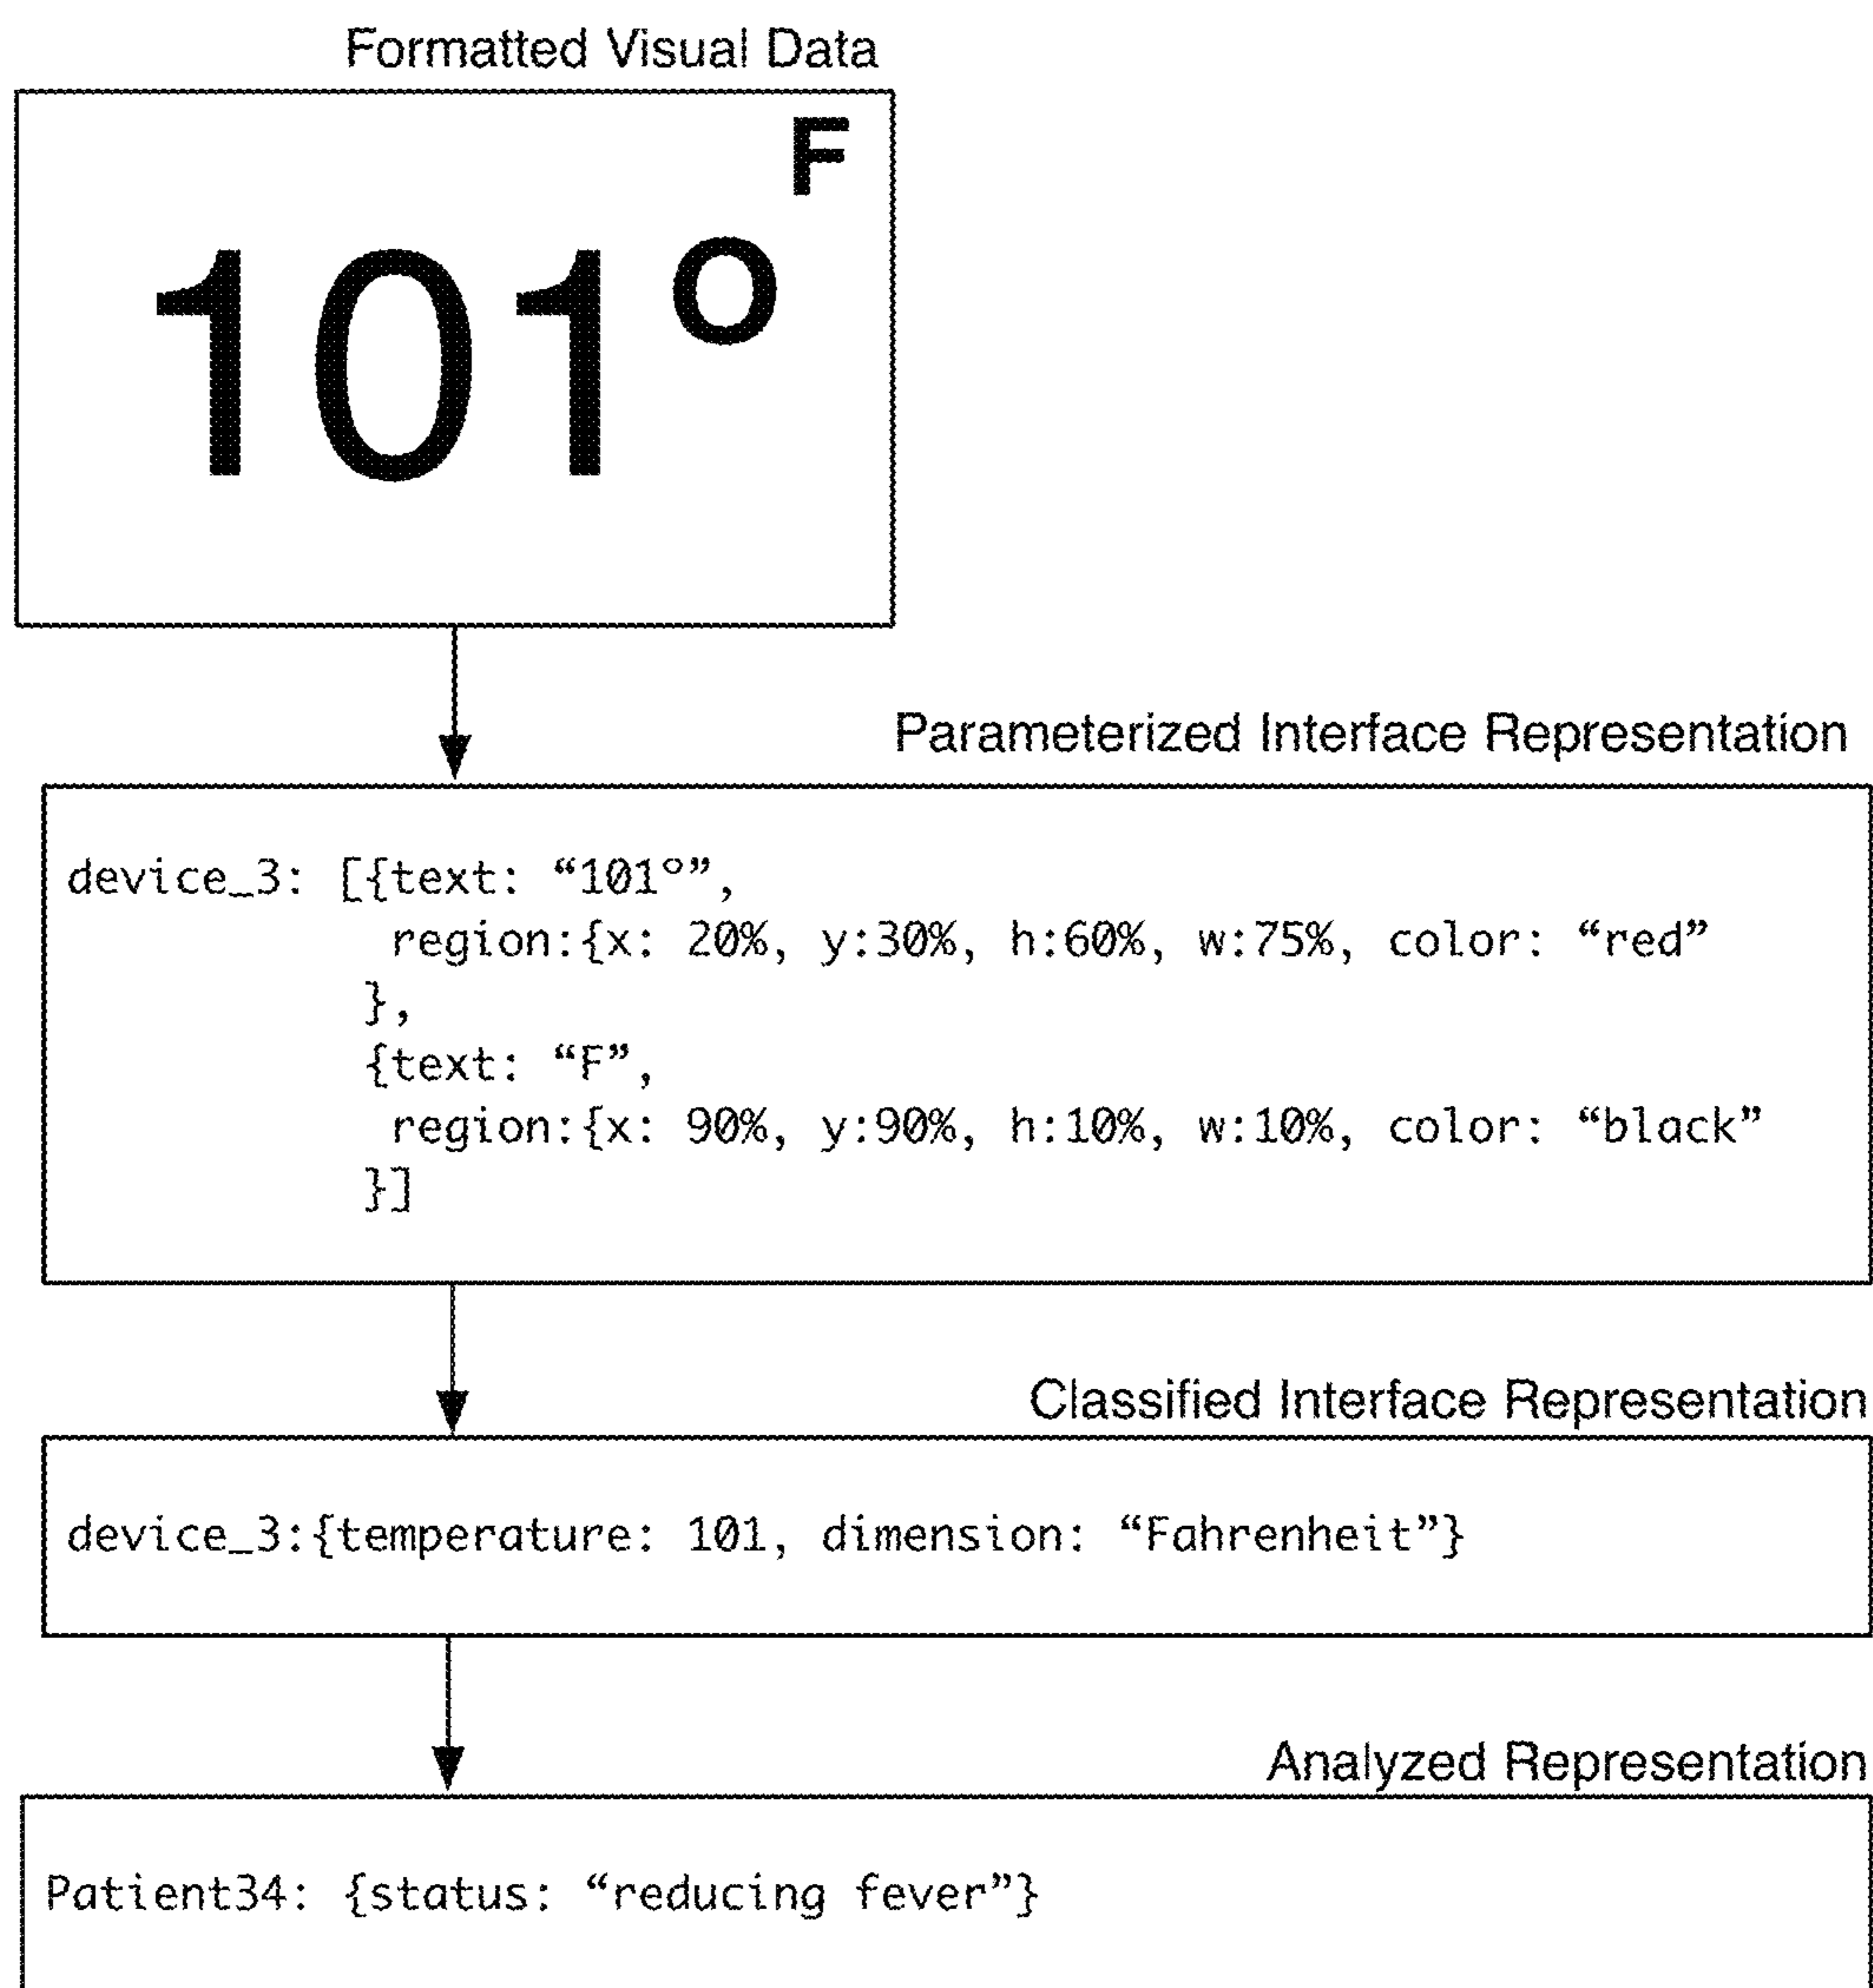 Formatted Visual Data
F
101°
Parameterized Interface Representation
device_3: [{text: “101°”,
region:{x: 20%, y:30%, h:60%, w:75%, color: “red”
},
{text: “F”,
region:{x: 90%, y:90%, h:10%, w:10%, color: “black”
}]
Classified Interface Representation
device_3:{temperature: 101, dimension: “Fahrenheit”}
Analyzed Representation
Patient34: {status: “reducing fever”}